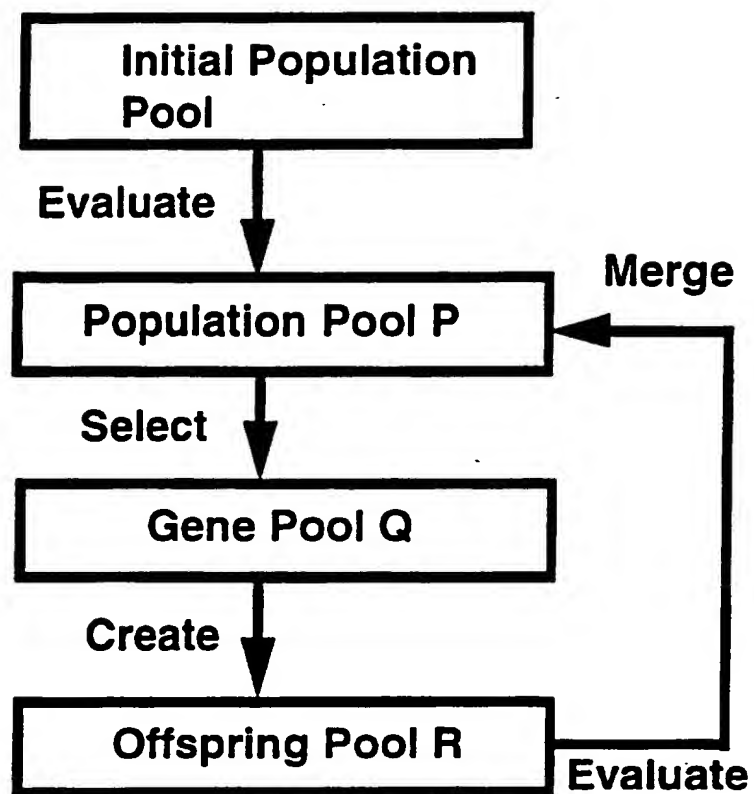 Initial Population
Pool
Evaluate
Merge
Population Pool P
Select
Gene Pool Q
Create
Offspring Pool R
Evaluate